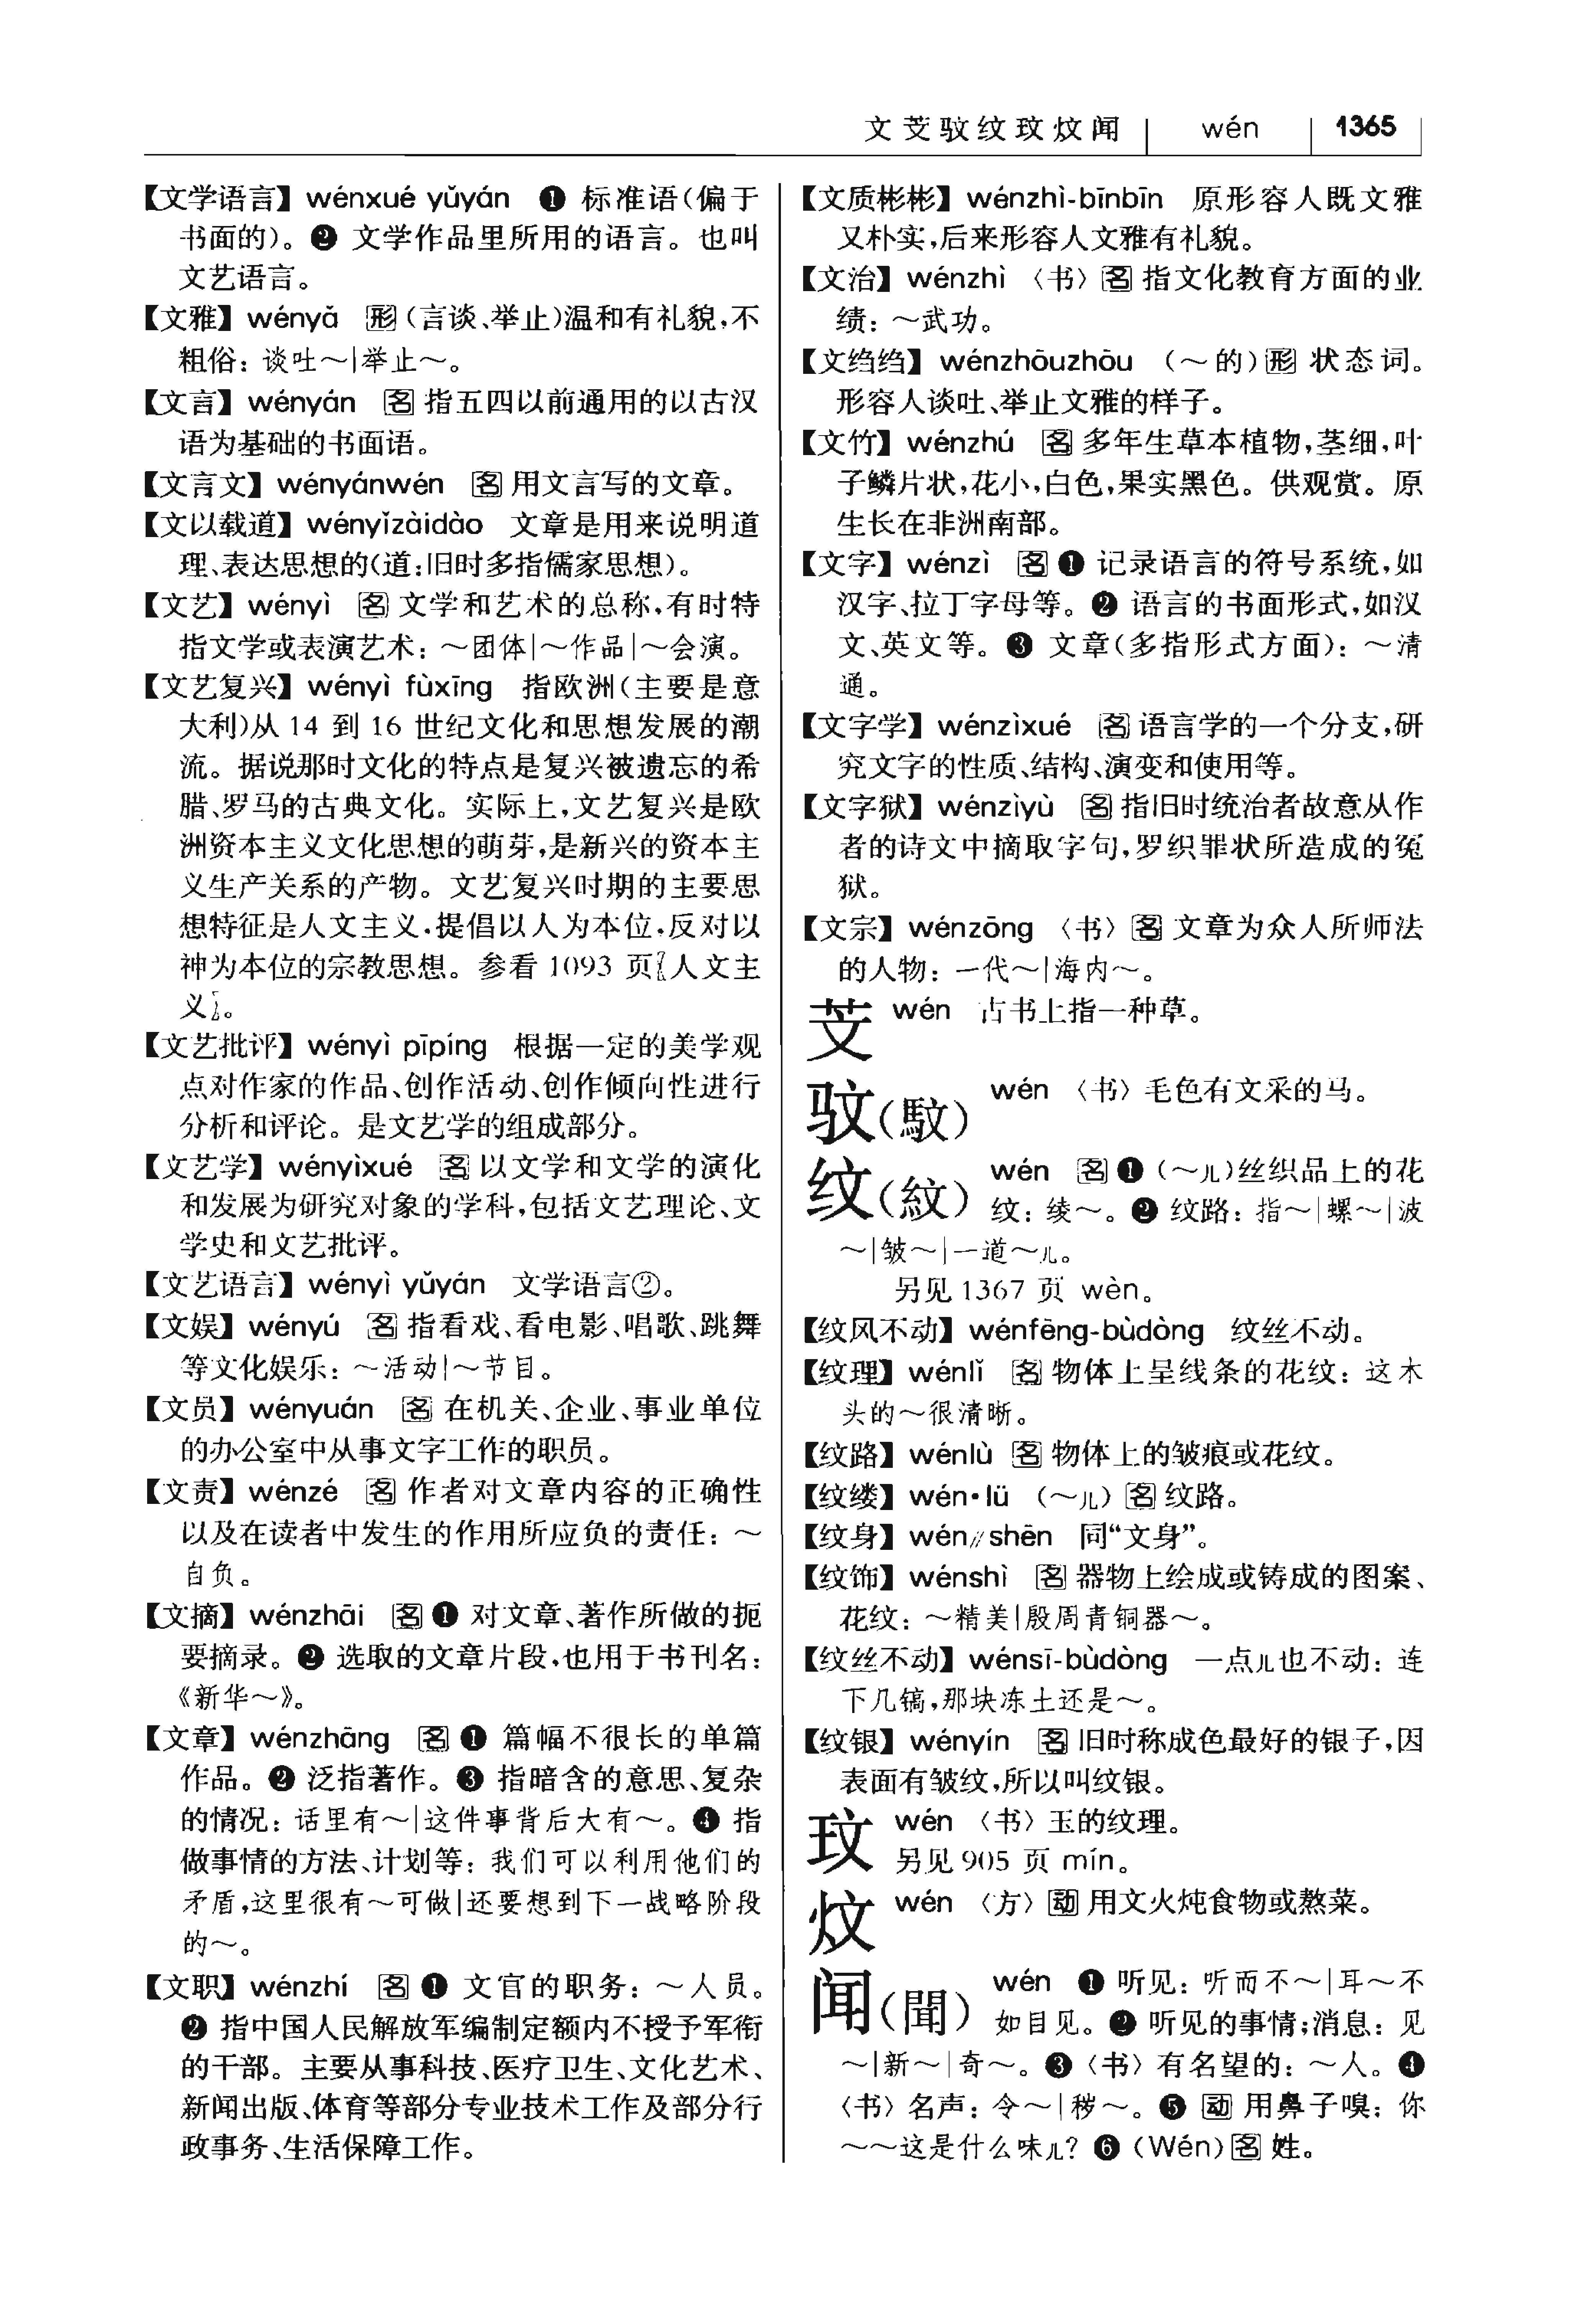 文芠驳纹玟炆闻 wén 1365
【文学语言】 wénxué yǔyán ❶ 标准语(偏于
书面的)。❷ 文学作品里所用的语言。也叫
文艺语言。
【文雅】 wényǎ 形 (言谈、举止)温和有礼貌,不
粗俗: 谈吐～|举止～。
【文言】 wényán 名 指五四以前通用的以古汉
语为基础的书面语。
【文言文】 wényánwén 名 用文言写的文章。
【文以载道】 wényǐzàidào 文章是用来说明道
理、表达思想的(道:旧时多指儒家思想)。
【文艺】 wényì 名 文学和艺术的总称,有时特
指文学或表演艺术: ～团体|～作品|～会演。
【文艺复兴】 wényì fùxīng 指欧洲(主要是意
大利)从 14 到 16 世纪文化和思想发展的潮
流。据说那时文化的特点是复兴被遗忘的希
腊、罗马的古典文化。实际上,文艺复兴是欧
洲资本主义文化思想的萌芽,是新兴的资本主
义生产关系的产物。文艺复兴时期的主要思
想特征是人文主义,提倡以人为本位,反对以
神为本位的宗教思想。参看 1093 页〖人文主
义〗。
【文艺批评】 wényì pīpíng 根据一定的美学观
点对作家的作品、创作活动、创作倾向性进行
分析和评论。是文艺学的组成部分。
【文艺学】 wényìxué 名 以文学和文学的演化
和发展为研究对象的学科,包括文艺理论、文
学史和文艺批评。
【文艺语言】 wényì yǔyán 文学语言②。
【文娱】 wényú 名 指看戏、看电影、唱歌、跳舞
等文化娱乐: ～活动|～节目。
【文员】 wényuán 名 在机关、企业、事业单位
的办公室中从事文字工作的职员。
【文责】 wénzé 名 作者对文章内容的正确性
以及在读者中发生的作用所应负的责任: ～
自负。
【文摘】 wénzhāi 名 ❶ 对文章、著作所做的扼
要摘录。❷ 选取的文章片段,也用于书刊名:
《新华～》。
【文章】 wénzhāng 名 ❶ 篇幅不很长的单篇
作品。❷ 泛指著作。❸ 指暗含的意思、复杂
的情况: 话里有～|这件事背后大有～。❹ 指
做事情的方法、计划等: 我们可以利用他们的
矛盾,这里很有～可做|还要想到下一战略阶段
的～。
【文职】 wénzhí 名 ❶ 文官的职务: ～人员。
❷ 指中国人民解放军编制定额内不授予军衔
的干部。主要从事科技、医疗卫生、文化艺术、
新闻出版、体育等部分专业技术工作及部分行
政事务、生活保障工作。
【文质彬彬】 wénzhì-bīnbīn 原形容人既文雅
又朴实,后来形容人文雅有礼貌。
【文治】 wénzhì 〈书〉 名 指文化教育方面的业
绩: ～武功。
【文绉绉】 wénzhōuzhōu (～的) 形 状态词。
形容人谈吐、举止文雅的样子。
【文竹】 wénzhú 名 多年生草本植物,茎细,叶
子鳞片状,花小,白色,果实黑色。供观赏。原
生长在非洲南部。
【文字】 wénzì 名 ❶ 记录语言的符号系统,如
汉字、拉丁字母等。❷ 语言的书面形式,如汉
文、英文等。❸ 文章(多指形式方面): ～清
通。
【文字学】 wénzìxué 名 语言学的一个分支,研
究文字的性质、结构、演变和使用等。
【文字狱】 wénzìyù 名 指旧时统治者故意从作
者的诗文中摘取字句,罗织罪状所造成的冤
狱。
【文宗】 wénzōng 〈书〉 名 文章为众人所师法
的人物: 一代～|海内～。
芠 wén 古书上指一种草。
驳(馼) wén 〈书〉 毛色有文采的马。
纹(紋) wén 名 ❶ (～儿)丝织品上的花
纹: 绫～。❷ 纹路: 指～|螺～|波
～|皱～|一道～儿。
另见 1367 页 wèn。
【纹风不动】 wénfēng-bùdòng 纹丝不动。
【纹理】 wénlǐ 名 物体上呈线条的花纹: 这木
头的～很清晰。
【纹路】 wénlù 名 物体上的皱痕或花纹。
【纹缕】 wén·lü (～儿) 名 纹路。
【纹身】 wén∥shēn 同“文身”。
【纹饰】 wénshì 名 器物上绘成或铸成的图案、
花纹: ～精美|殷周青铜器～。
【纹丝不动】 wénsī-bùdòng 一点儿也不动: 连
下几镐,那块冻土还是～。
【纹银】 wényín 名 旧时称成色最好的银子,因
表面有皱纹,所以叫纹银。
玟 wén 〈书〉 玉的纹理。
另见 905 页 mín。
炆 wén 〈方〉 动 用文火炖食物或熬菜。
闻(聞) wén ❶ 听见: 听而不～|耳～不
如目见。❷ 听见的事情;消息: 见
～|新～|奇～。❸〈书〉有名望的: ～人。❹
〈书〉 名声: 令～|秽～。❺ 动 用鼻子嗅: 你
～～这是什么味儿? ❻ (Wén) 名 姓。